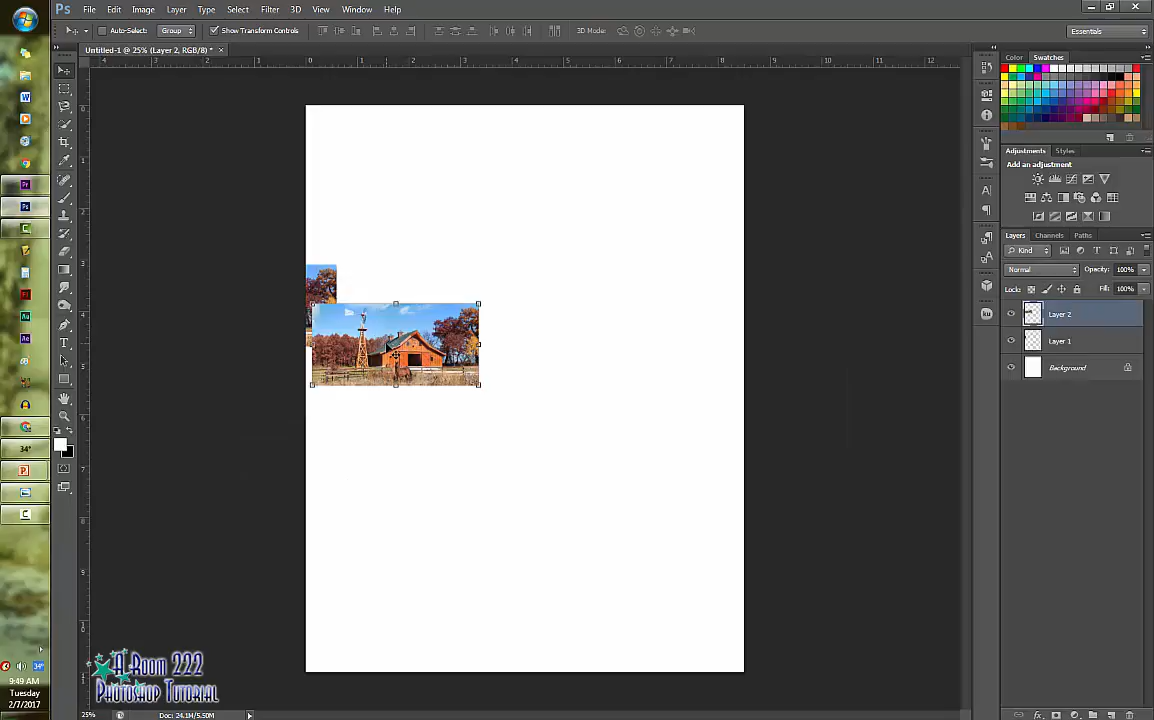 Ps File Edit Image Layer Type Select Filter 3D View Window Help
Auto-Select: Group Show Transform Controls 3D Mode: Essentials
Untitled-1 @ 25% (Layer 2, RGB/8) *
Color Swatches
Adjustments Styles
Add an adjustment
Layers Channels Paths
Kind
Normal Opacity: 100%
Lock: Fill: 100%
Layer 2
Layer 1
Background
A Room 222
Photoshop Tutorial
34°
9:49 AM
Tuesday
2/7/2017
25% Doc: 24.1M/5.50M